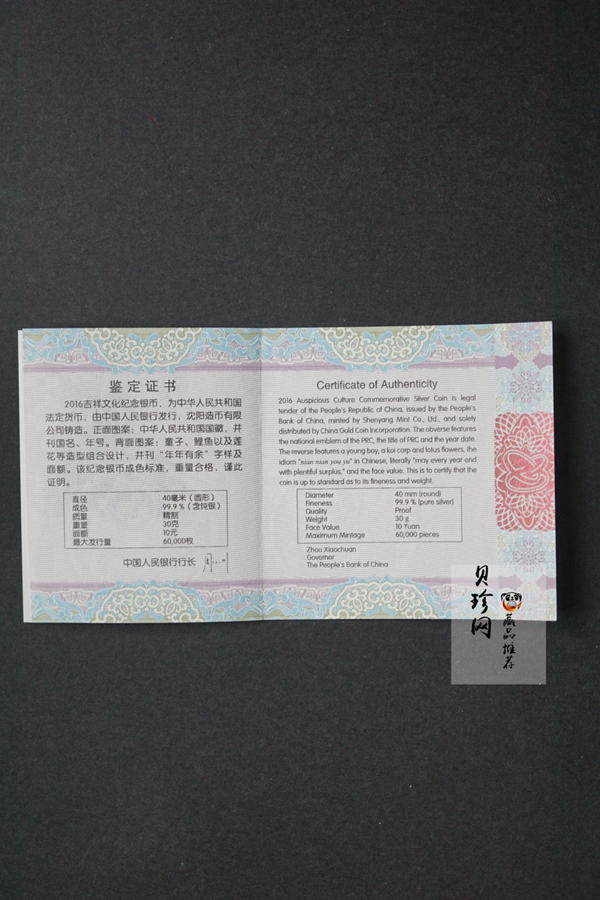 鉴定证书
2016吉祥文化纪念银币，为中华人民共和国
法定货币，由中国人民银行发行，沈阳造币有限
公司铸造。正面图案：中华人民共和国国徽，并
刊国名、年号。背面图案：童子、鲤鱼以及莲
花等造型组合设计，并刊“年年有余”字样及
面额。该纪念银币成色标准，重量合格，谨此
证明。
直径 40毫米（圆形）
成色 99.9％（含纯银）
质量 精制
重量 30克
面额 10元
最大发行量 60,000枚
中国人民银行行长
Certificate of Authenticity
2016 Auspicious Culture Commemorative Silver Coin is legal
tender of the People's Republic of China, issued by the People's
Bank of China, minted by Shenyang Mint Co., Ltd., and solely
distributed by China Gold Coin Incorporation. The obverse features
the national emblem of the PRC, the title of PRC and the year date.
The reverse features a young boy, a koi carp and lotus flowers, the
idiom "nian nian you yu" in Chinese, literally "may every year end
with plentiful surplus," and the face value. This is to certify that the
coin is up to standard as to its fineness and weight.
Diameter 40 mm (round)
Fineness 99.9 % (pure silver)
Quality Proof
Weight 30 g
Face Value 10 Yuan
Maximum Mintage 60,000 pieces
Zhou Xiaochuan
Governor
The People's Bank of China
贝珍网
藏品推荐